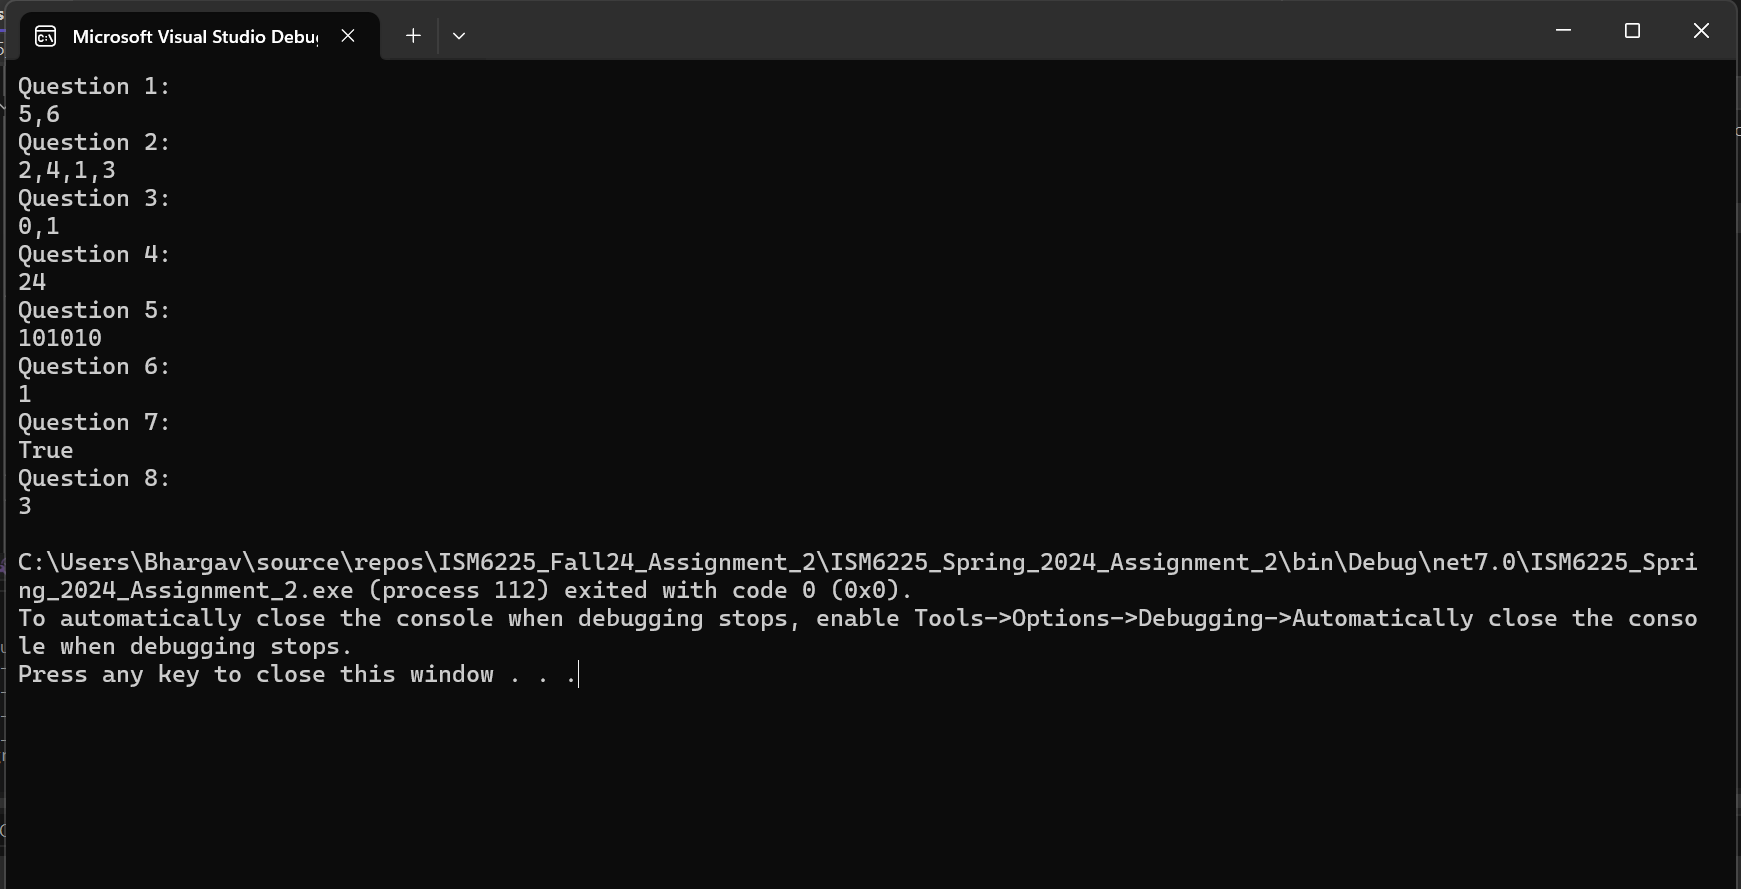 Microsoft Visual Studio Debu
Question 1:
5,6
Question 2:
2,4,1,3
Question 3:
0,1
Question 4:
24
Question 5:
101010
Question 6:
1
Question 7:
True
Question 8:
3
C:\Users\Bhargav\source\repos\ISM6225_Fall24_Assignment_2\ISM6225_Spring_2024_Assignment_2\bin\Debug\net7.0\ISM6225_Spri
ng_2024_Assignment_2.exe (process 112) exited with code 0 (0x0).
To automatically close the console when debugging stops, enable Tools->Options->Debugging->Automatically close the conso
le when debugging stops.
Press any key to close this window . . .